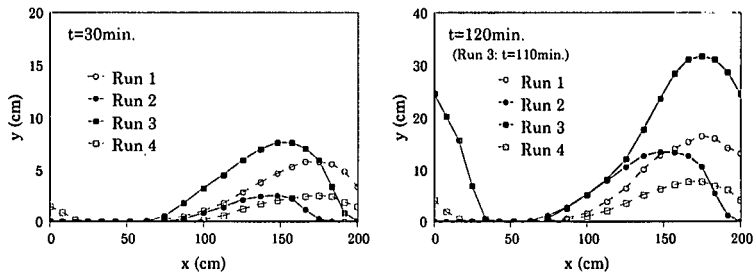 t=30min.
Run 1
Run 2
Run 3
Run 4
y (cm)
20
15
10
5
0
0
50
100
150
200
x (cm)
t=120min.
(Run 3: t=110min.)
Run 1
Run 2
Run 3
Run 4
y (cm)
40
30
20
10
0
0
50
100
150
200
x (cm)